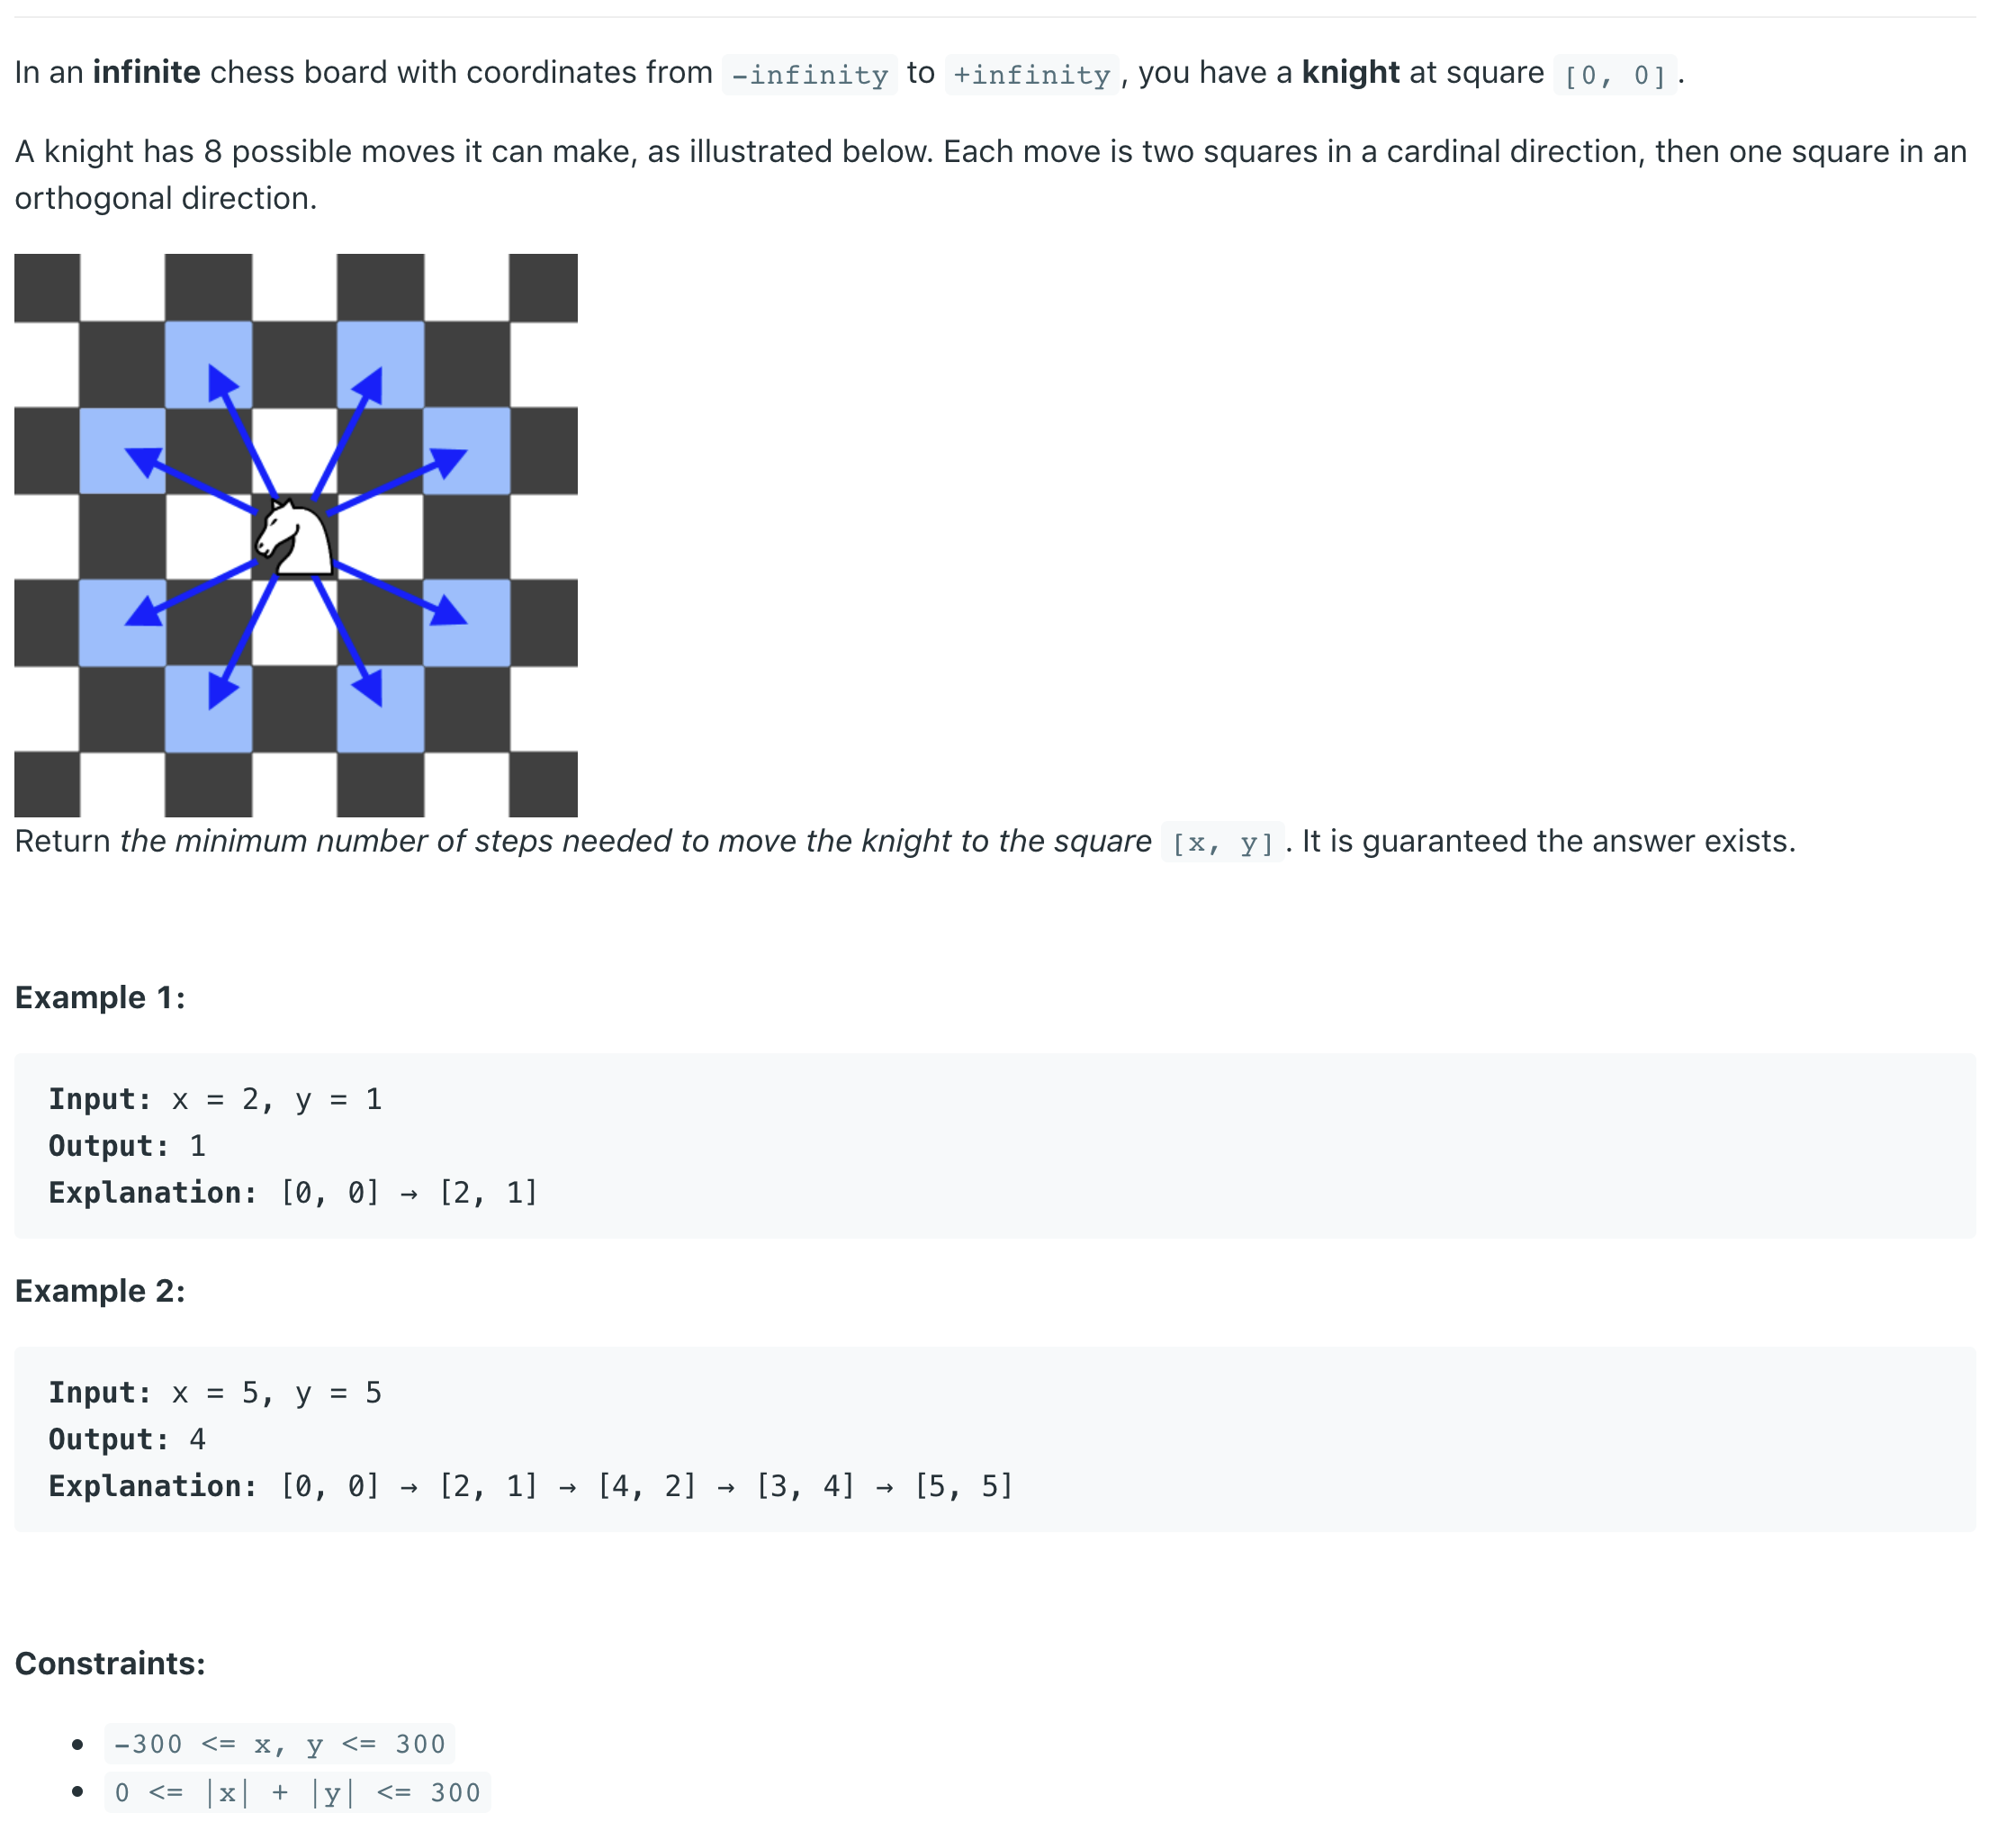 In an infinite chess board with coordinates from -infinity to +infinity, you have a knight at square [0, 0].
A knight has 8 possible moves it can make, as illustrated below. Each move is two squares in a cardinal direction, then one square in an
orthogonal direction.
Return the minimum number of steps needed to move the knight to the square [x, y]. It is guaranteed the answer exists.
Example 1:
Input: x = 2, y = 1
Output: 1
Explanation: [0, 0] → [2, 1]
Example 2:
Input: x = 5, y = 5
Output: 4
Explanation: [0, 0] → [2, 1] → [4, 2] → [3, 4] → [5, 5]
Constraints:
• -300 <= x, y <= 300
• 0 <= |x| + |y| <= 300